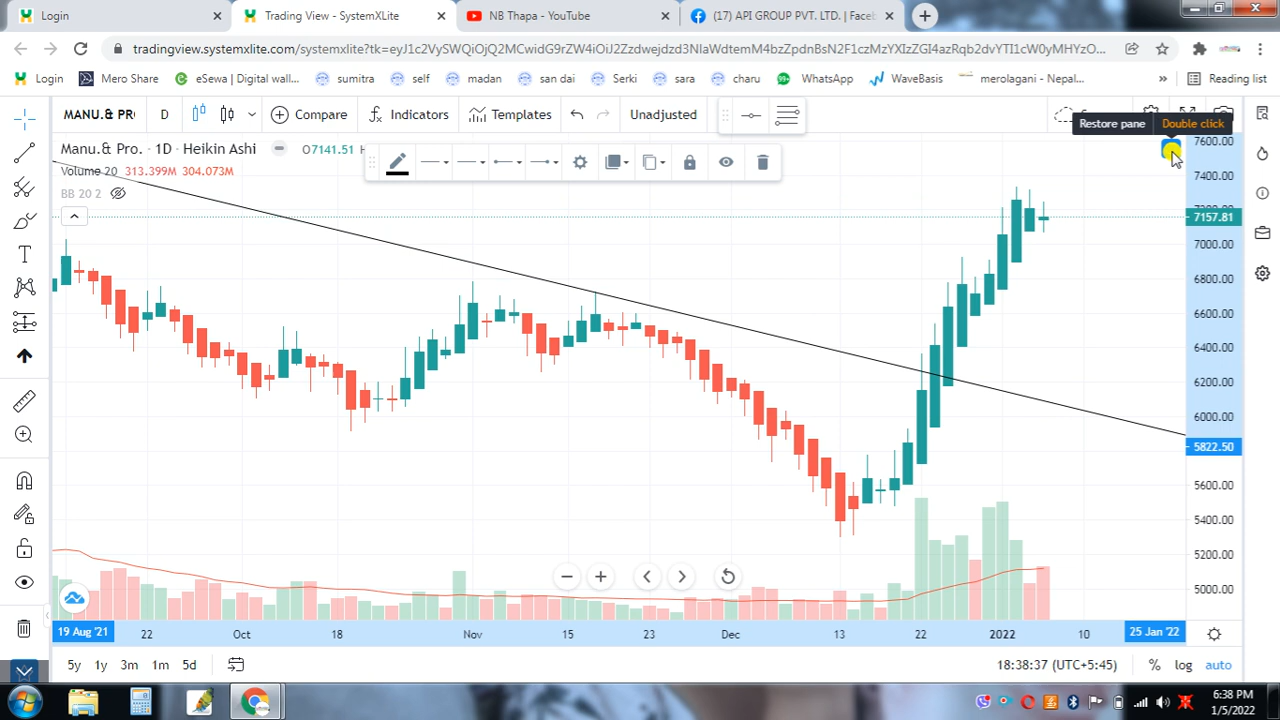 Login
Trading View - SystemXLite
NB Thapa - YouTube
(17) API GROUP PVT. LTD. | Facel
tradingview.systemxlite/systemxlite?tk=
Login
Mero Share
eSewa | Digital wall...
sumitra
self
madan
san dai
Serki
sara
charu
99+
WhatsApp
WaveBasis
merolagani - Nepal...
»
Reading list
MANU.& PR
D
Compare
Indicators
Templates
Unadjusted
Restore pane
Double click
Manu.& Pro. • 1D • Heikin Ashi
O7141.51
Volume 20 313.399M 304.073M
BB 20 2
7600.00
7400.00
7157.81
7000.00
6800.00
6600.00
6400.00
6200.00
6000.00
5822.50
5600.00
5400.00
5200.00
5000.00
19 Aug '21
22
Oct
18
Nov
15
23
Dec
13
22
2022
10
25 Jan '22
5y
1y
3m
1m
5d
18:38:37 (UTC+5:45)
%
log
auto
6:38 PM
1/5/2022